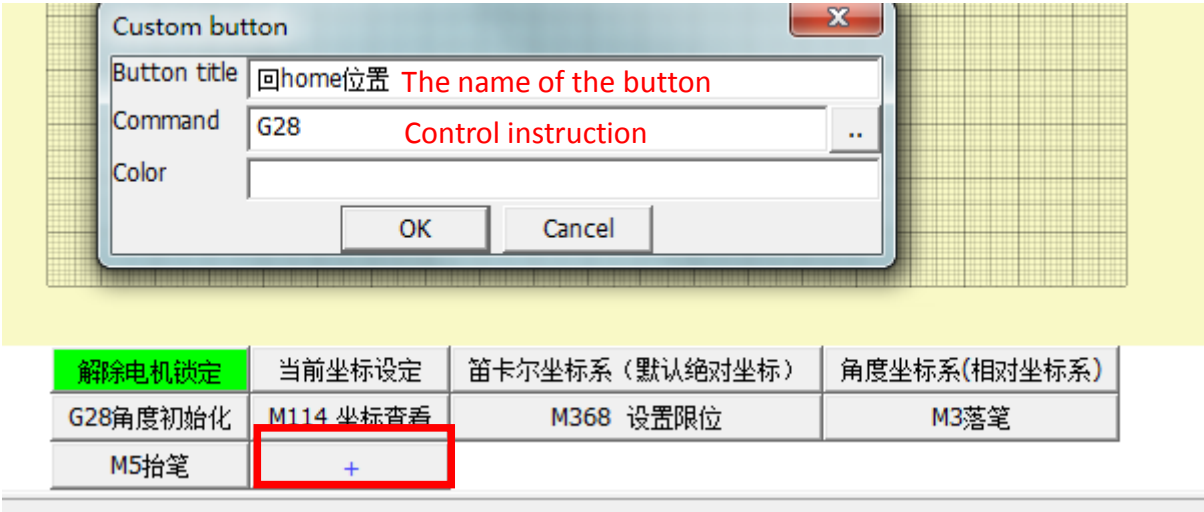 Custom button
Button title 回home位置 The name of the button
Command G28 Control instruction ..
Color
OK Cancel
解除电机锁定 当前坐标设定 笛卡尔坐标系（默认绝对坐标） 角度坐标系(相对坐标系)
G28角度初始化 M114 坐标查看 M368 设置限位 M3落笔
M5抬笔 +